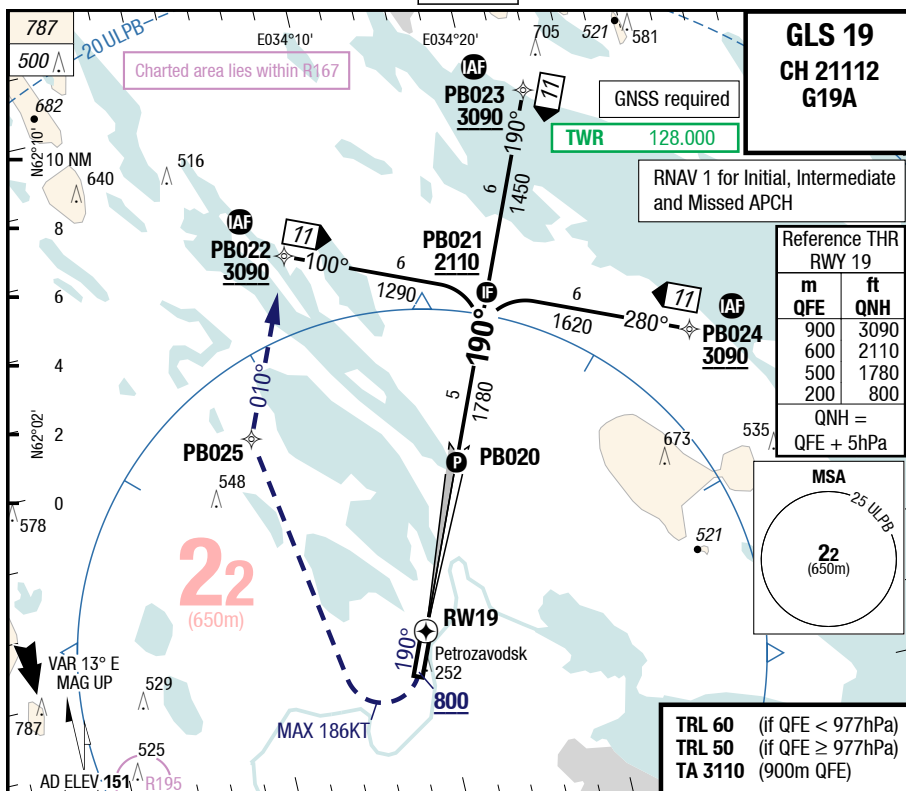 787
500
20 ULPB
E034°10'
E034°20'
705
521
581
GLS 19
CH 21112
G19A
Charted area lies within R167
IAF
PB023
3090
11
190°
GNSS required
TWR 128.000
682
N62°10'
10 NM
640
516
6
1450
RNAV 1 for Initial, Intermediate
and Missed APCH
8
IAF
PB022
3090
11
100°
6
1290
PB021
2110
IF
6
1620
11
280°
IAF
PB024
3090
Reference THR
RWY 19
m ft
QFE QNH
900 3090
600 2110
500 1780
200 800
QNH =
QFE + 5hPa
6
190°
4
010°
5
1780
N62°02'
2
PB025
P
PB020
673
535
548
0
578
521
MSA
25 ULPB
22
(650m)
22
(650m)
RW19
190°
Petrozavodsk
252
800
VAR 13° E
MAG UP
529
787
MAX 186KT
525
R195
AD ELEV 151
TRL 60 (if QFE < 977hPa)
TRL 50 (if QFE ≥ 977hPa)
TA 3110 (900m QFE)